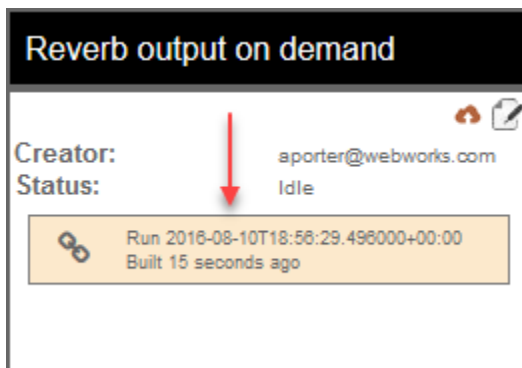 Reverb output on demand
Creator: aporter@webworks.com
Status: Idle
Run 2016-08-10T18:56:29.496000+00:00
Built 15 seconds ago